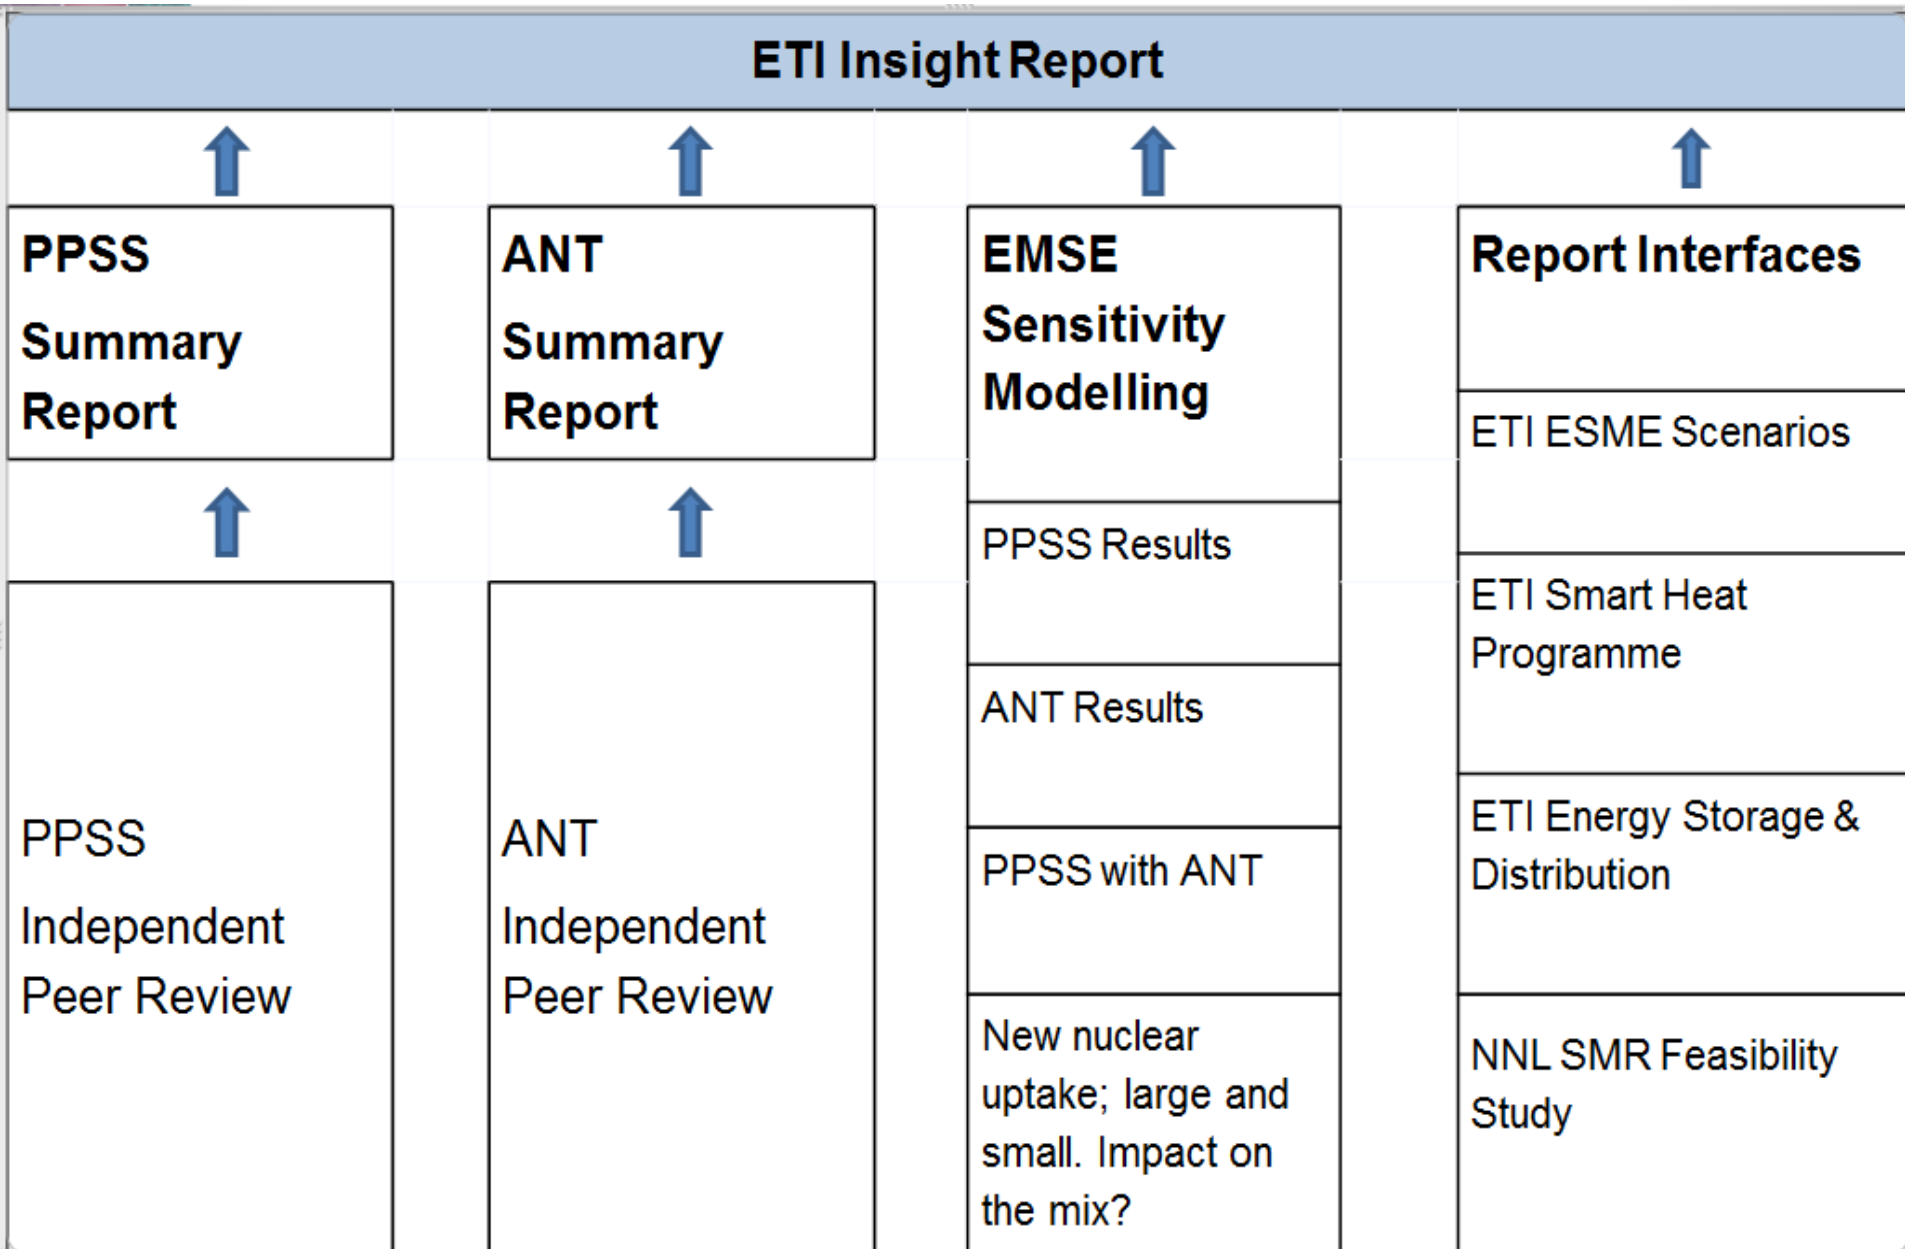 ETI Insight Report
PPSS
Summary
Report
PPSS
Independent
Peer Review
ANT
Summary
Report
ANT
Independent
Peer Review
EMSE
Sensitivity
Modelling
PPSS Results
ANT Results
PPSS with ANT
New nuclear
uptake; large and
small. Impact on
the mix?
Report Interfaces
ETI ESME Scenarios
ETI Smart Heat
Programme
ETI Energy Storage &
Distribution
NNL SMR Feasibility
Study